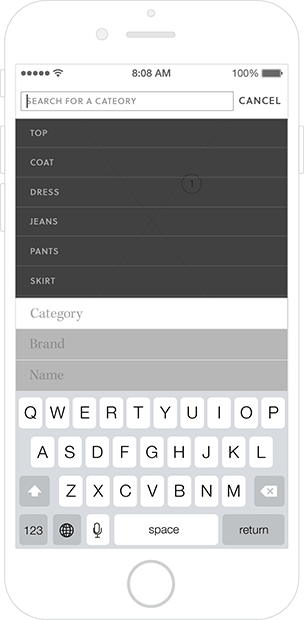 8:08 AM 100%
SEARCH FOR A CATEORY CANCEL
TOP
COAT
1
DRESS
JEANS
PANTS
SKIRT
Category
Brand
Name
Q W E R T Y U I O P
A S D F G H J K L
Z X C V B N M
123 space return